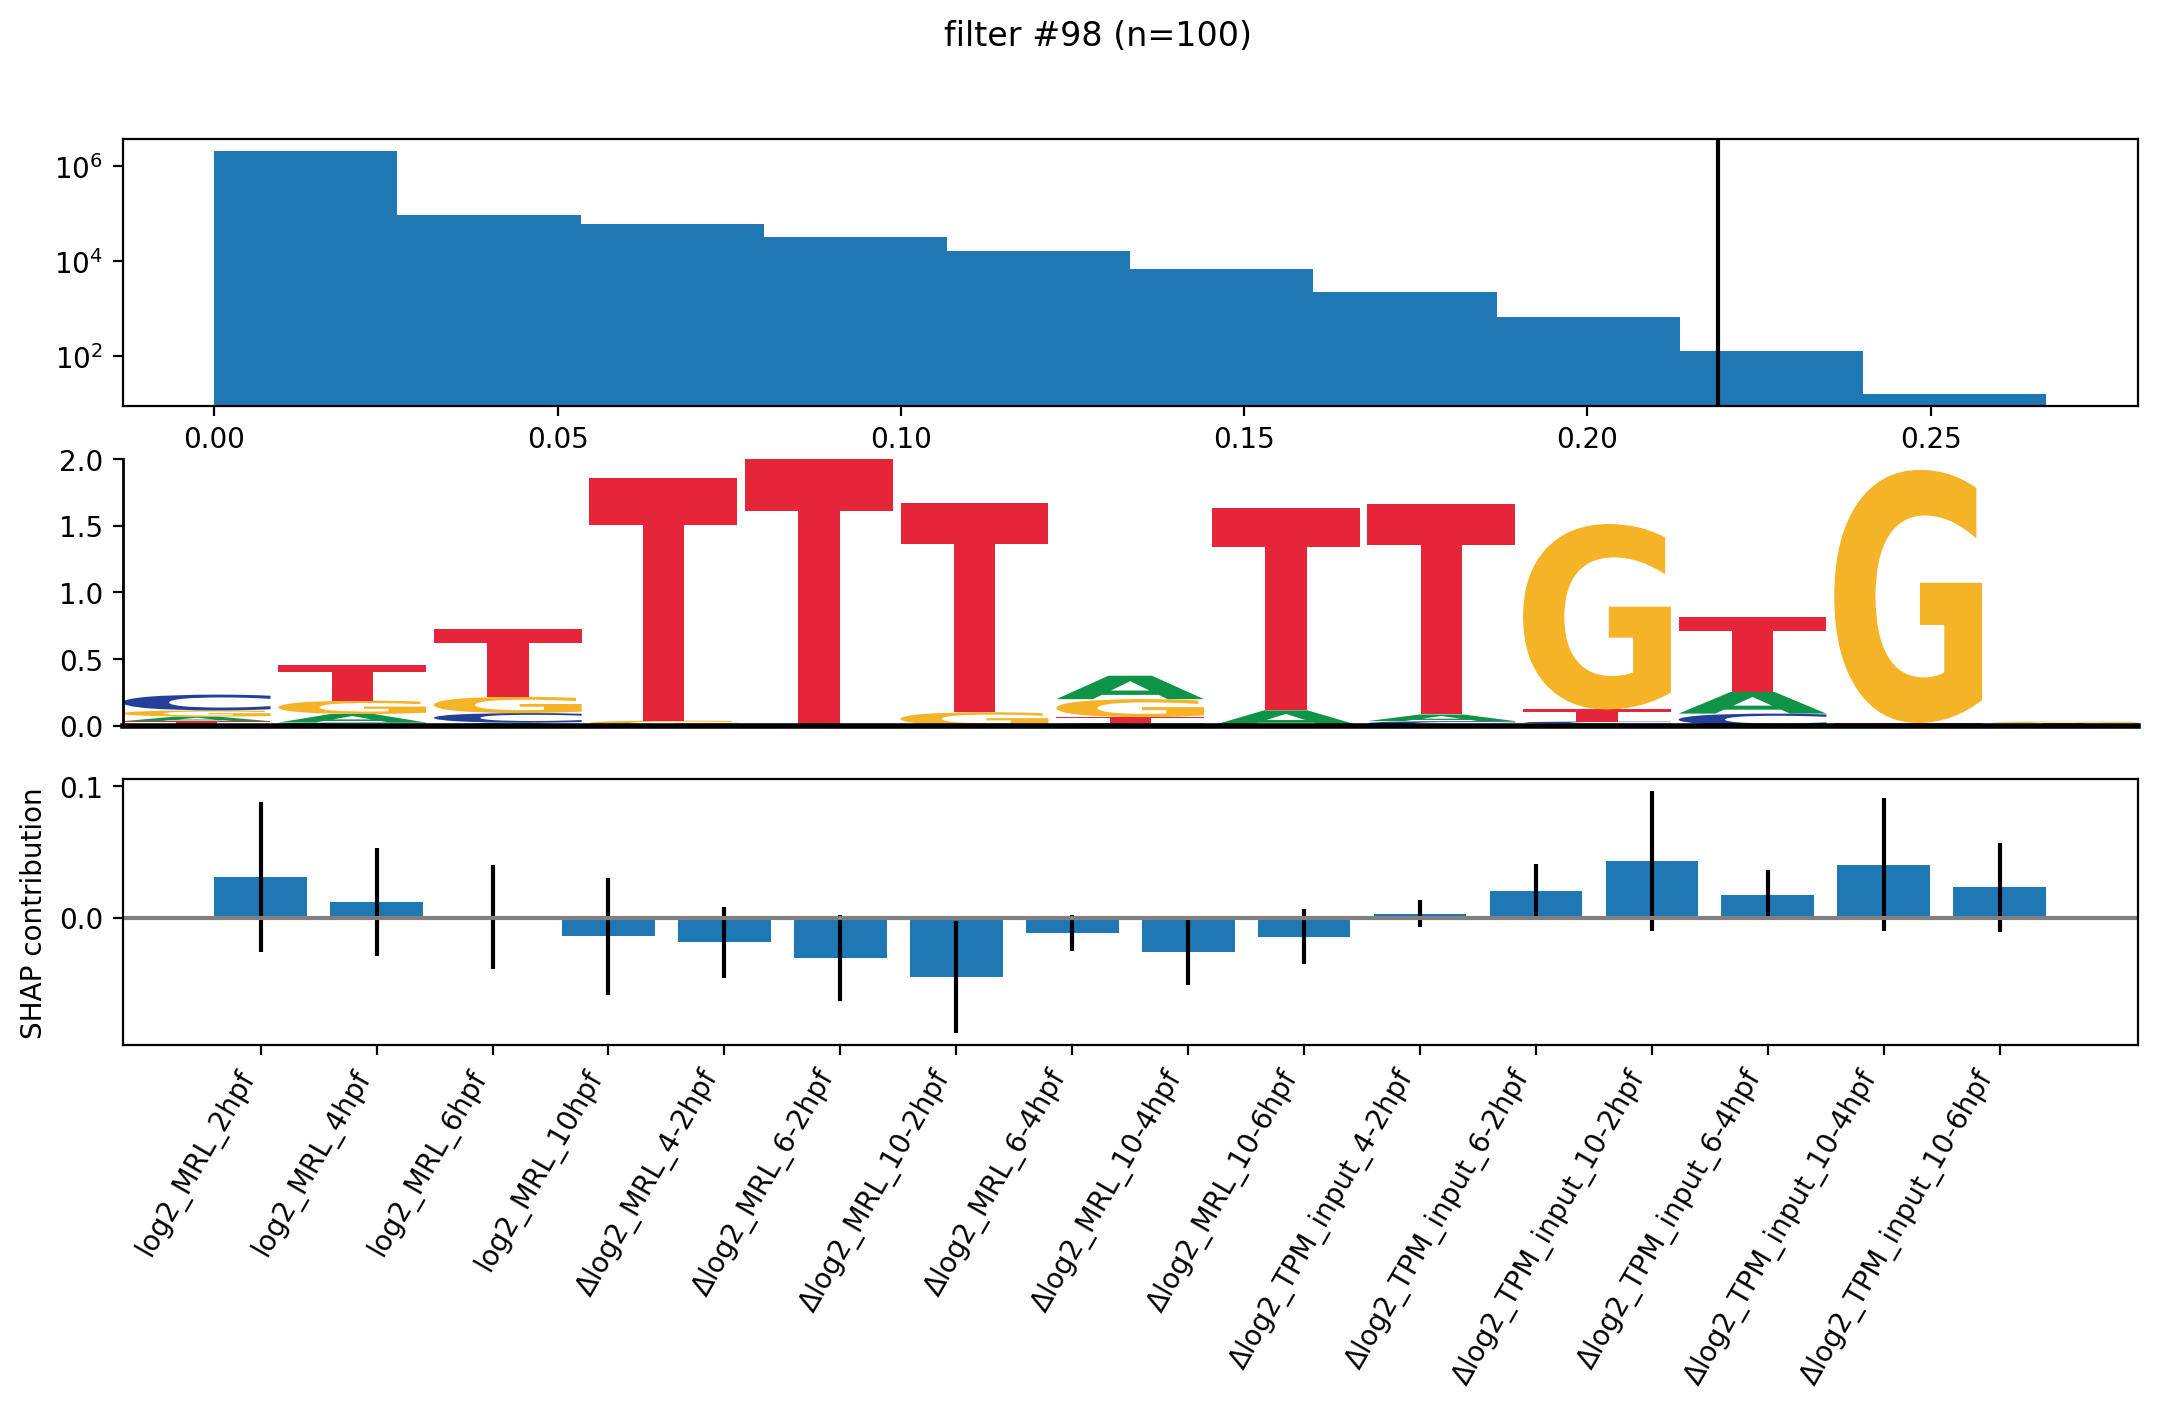 filter #98 (n=100)
10^6
10^4
10^2
0.00 0.05 0.10 0.15 0.20 0.25
2.0
1.5
1.0
0.5
0.0
C G A T
T G A
T G C
T
T
T G
A G T
T A
T A
G T
T A C
G
SHAP contribution
0.1
0.0
log2_MRL_2hpf
log2_MRL_4hpf
log2_MRL_6hpf
log2_MRL_10hpf
Δlog2_MRL_4-2hpf
Δlog2_MRL_6-2hpf
Δlog2_MRL_10-2hpf
Δlog2_MRL_6-4hpf
Δlog2_MRL_10-4hpf
Δlog2_MRL_10-6hpf
Δlog2_TPM_input_4-2hpf
Δlog2_TPM_input_6-2hpf
Δlog2_TPM_input_10-2hpf
Δlog2_TPM_input_6-4hpf
Δlog2_TPM_input_10-4hpf
Δlog2_TPM_input_10-6hpf